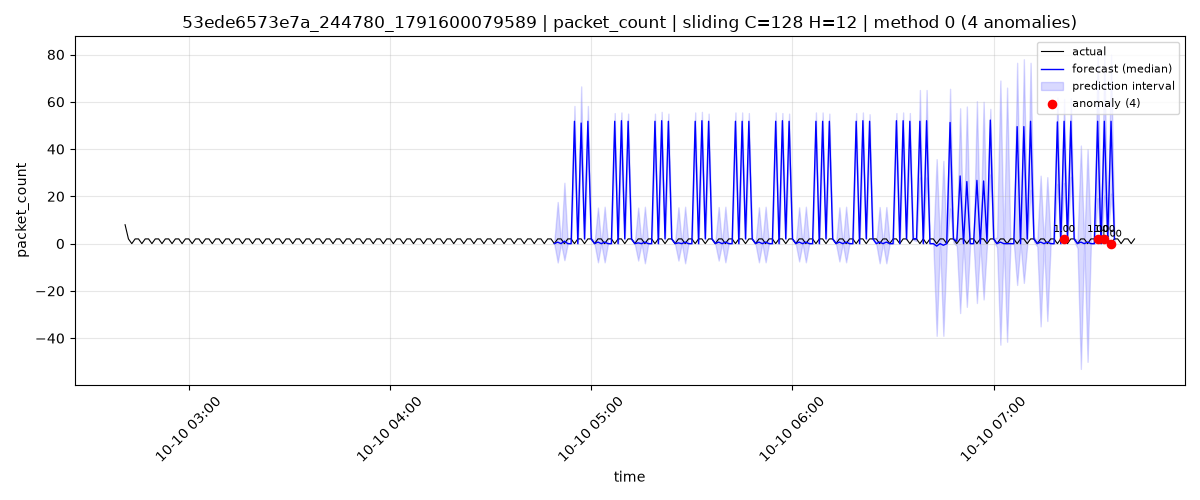 53ede6573e7a_244780_1791600079589 | packet_count | sliding C=128 H=12 | method 0 (4 anomalies)
actual
forecast (median)
prediction interval
anomaly (4)
packet_count
80
60
40
20
0
−20
−40
1.00
10-10 03:00
10-10 04:00
10-10 05:00
10-10 06:00
10-10 07:00
time